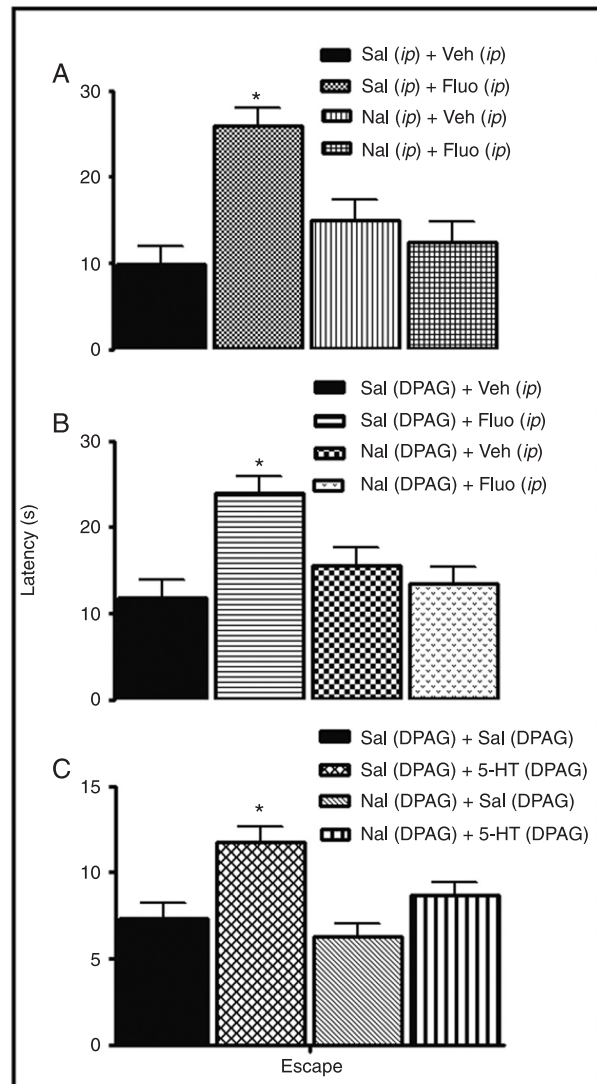 A
Sal (ip) + Veh (ip)
Sal (ip) + Fluo (ip)
Nal (ip) + Veh (ip)
Nal (ip) + Fluo (ip)
30
20
10
0
*
B
Sal (DPAG) + Veh (ip)
Sal (DPAG) + Fluo (ip)
Nal (DPAG) + Veh (ip)
Nal (DPAG) + Fluo (ip)
30
20
10
0
*
Latency (s)
C
Sal (DPAG) + Sal (DPAG)
Sal (DPAG) + 5-HT (DPAG)
Nal (DPAG) + Sal (DPAG)
Nal (DPAG) + 5-HT (DPAG)
15
10
5
0
*
Escape